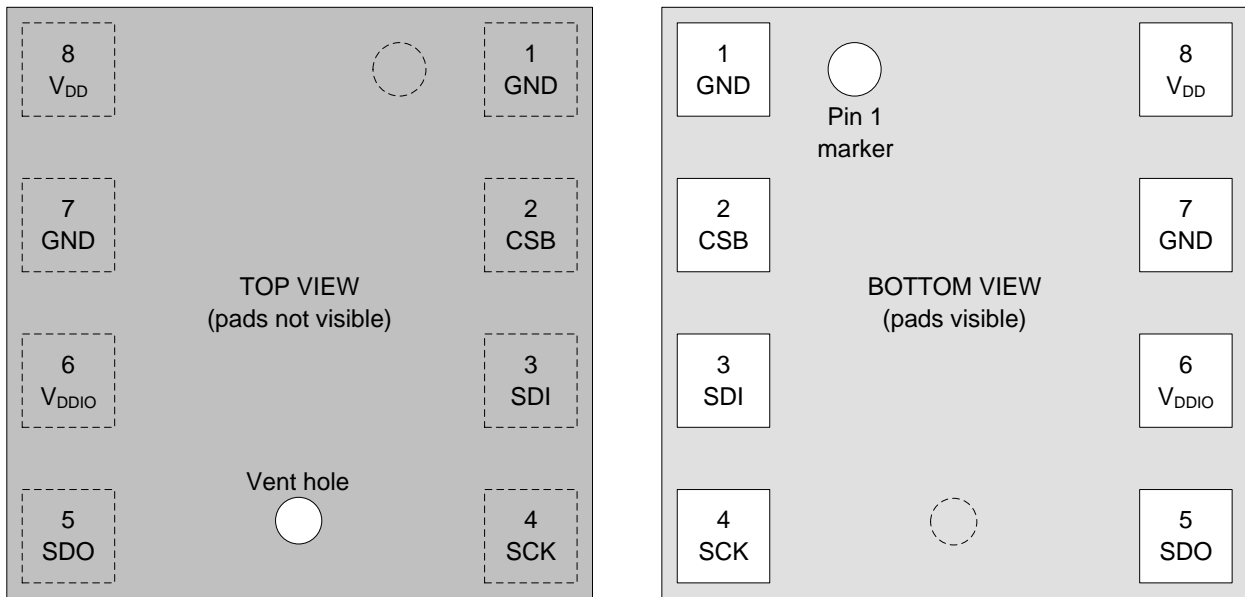 8
VDD
1
GND
7
GND
2
CSB
TOP VIEW
(pads not visible)
6
VDDIO
3
SDI
Vent hole
5
SDO
4
SCK
1
GND
Pin 1
marker
8
VDD
2
CSB
7
GND
BOTTOM VIEW
(pads visible)
3
SDI
6
VDDIO
4
SCK
5
SDO